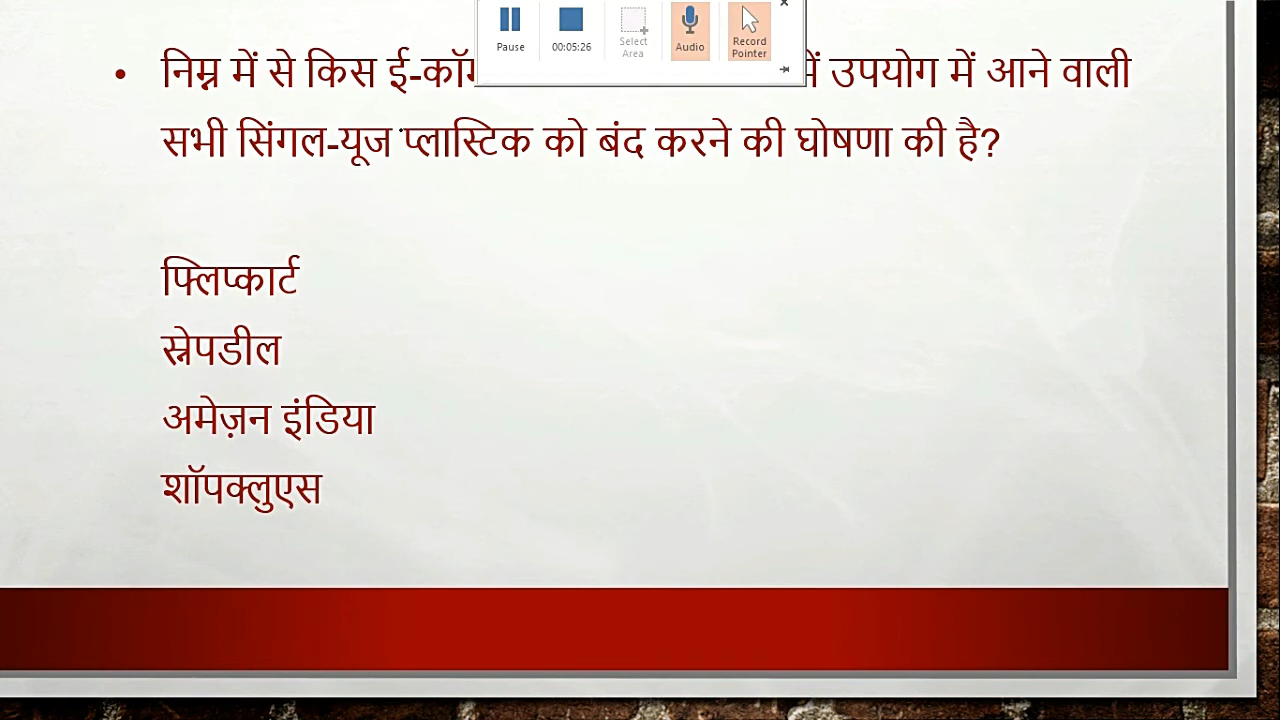 Pause
00:05:26
Select
Area
Audio
Record
Pointer
• निम्न में से किस उपयोग में आने वाली
सभी सिंगल-यूज प्लास्टिक को बंद करने की घोषणा की है?
फ्लिप्कार्ट
स्नेपडील
अमेज़न इंडिया
शॉपक्लुएस